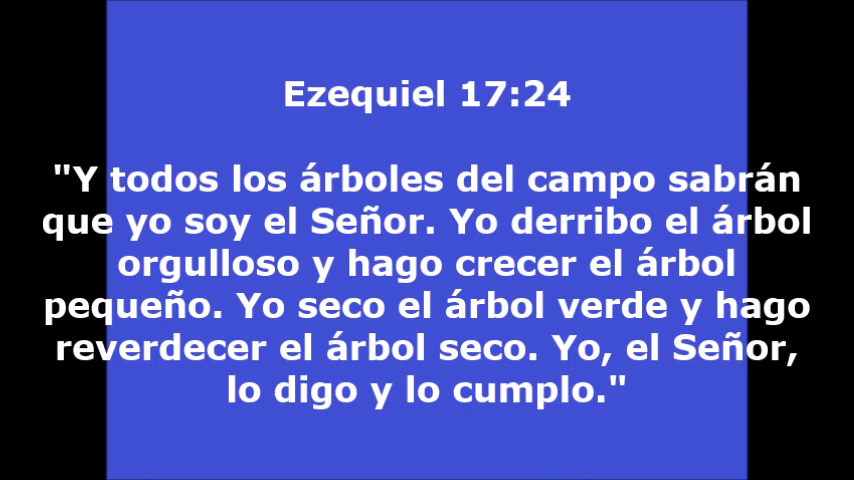 Ezequiel 17:24
"Y todos los árboles del campo sabrán
que yo soy el Señor. Yo derribo el árbol
orgulloso y hago crecer el árbol
pequeño. Yo seco el árbol verde y hago
reverdecer el árbol seco. Yo, el Señor,
lo digo y lo cumplo."